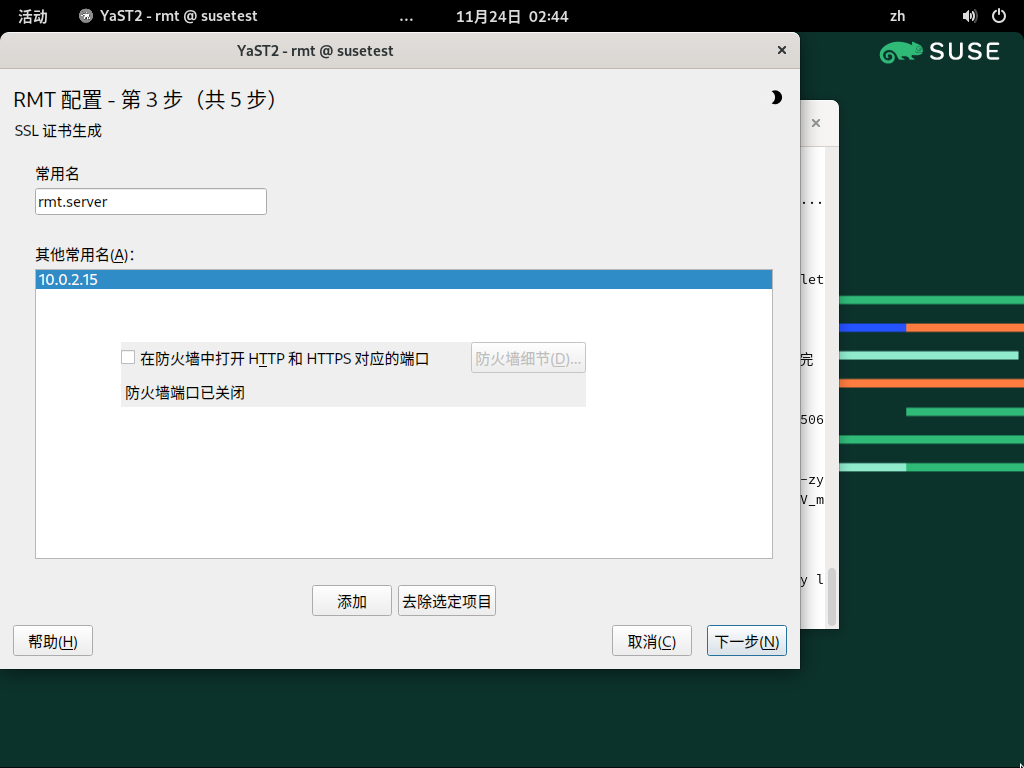 活动
YaST2 - rmt @ susetest
...
11月24日 02:44
zh
YaST2 - rmt @ susetest
SUSE
RMT 配置 - 第 3 步（共 5 步）
SSL 证书生成
常用名
rmt.server
其他常用名(A)：
10.0.2.15
在防火墙中打开 HTTP 和 HTTPS 对应的端口
防火墙细节(D)...
防火墙端口已关闭
添加
去除选定项目
帮助(H)
取消(C)
下一步(N)
...
let
完
506
-zy
V_m
y l